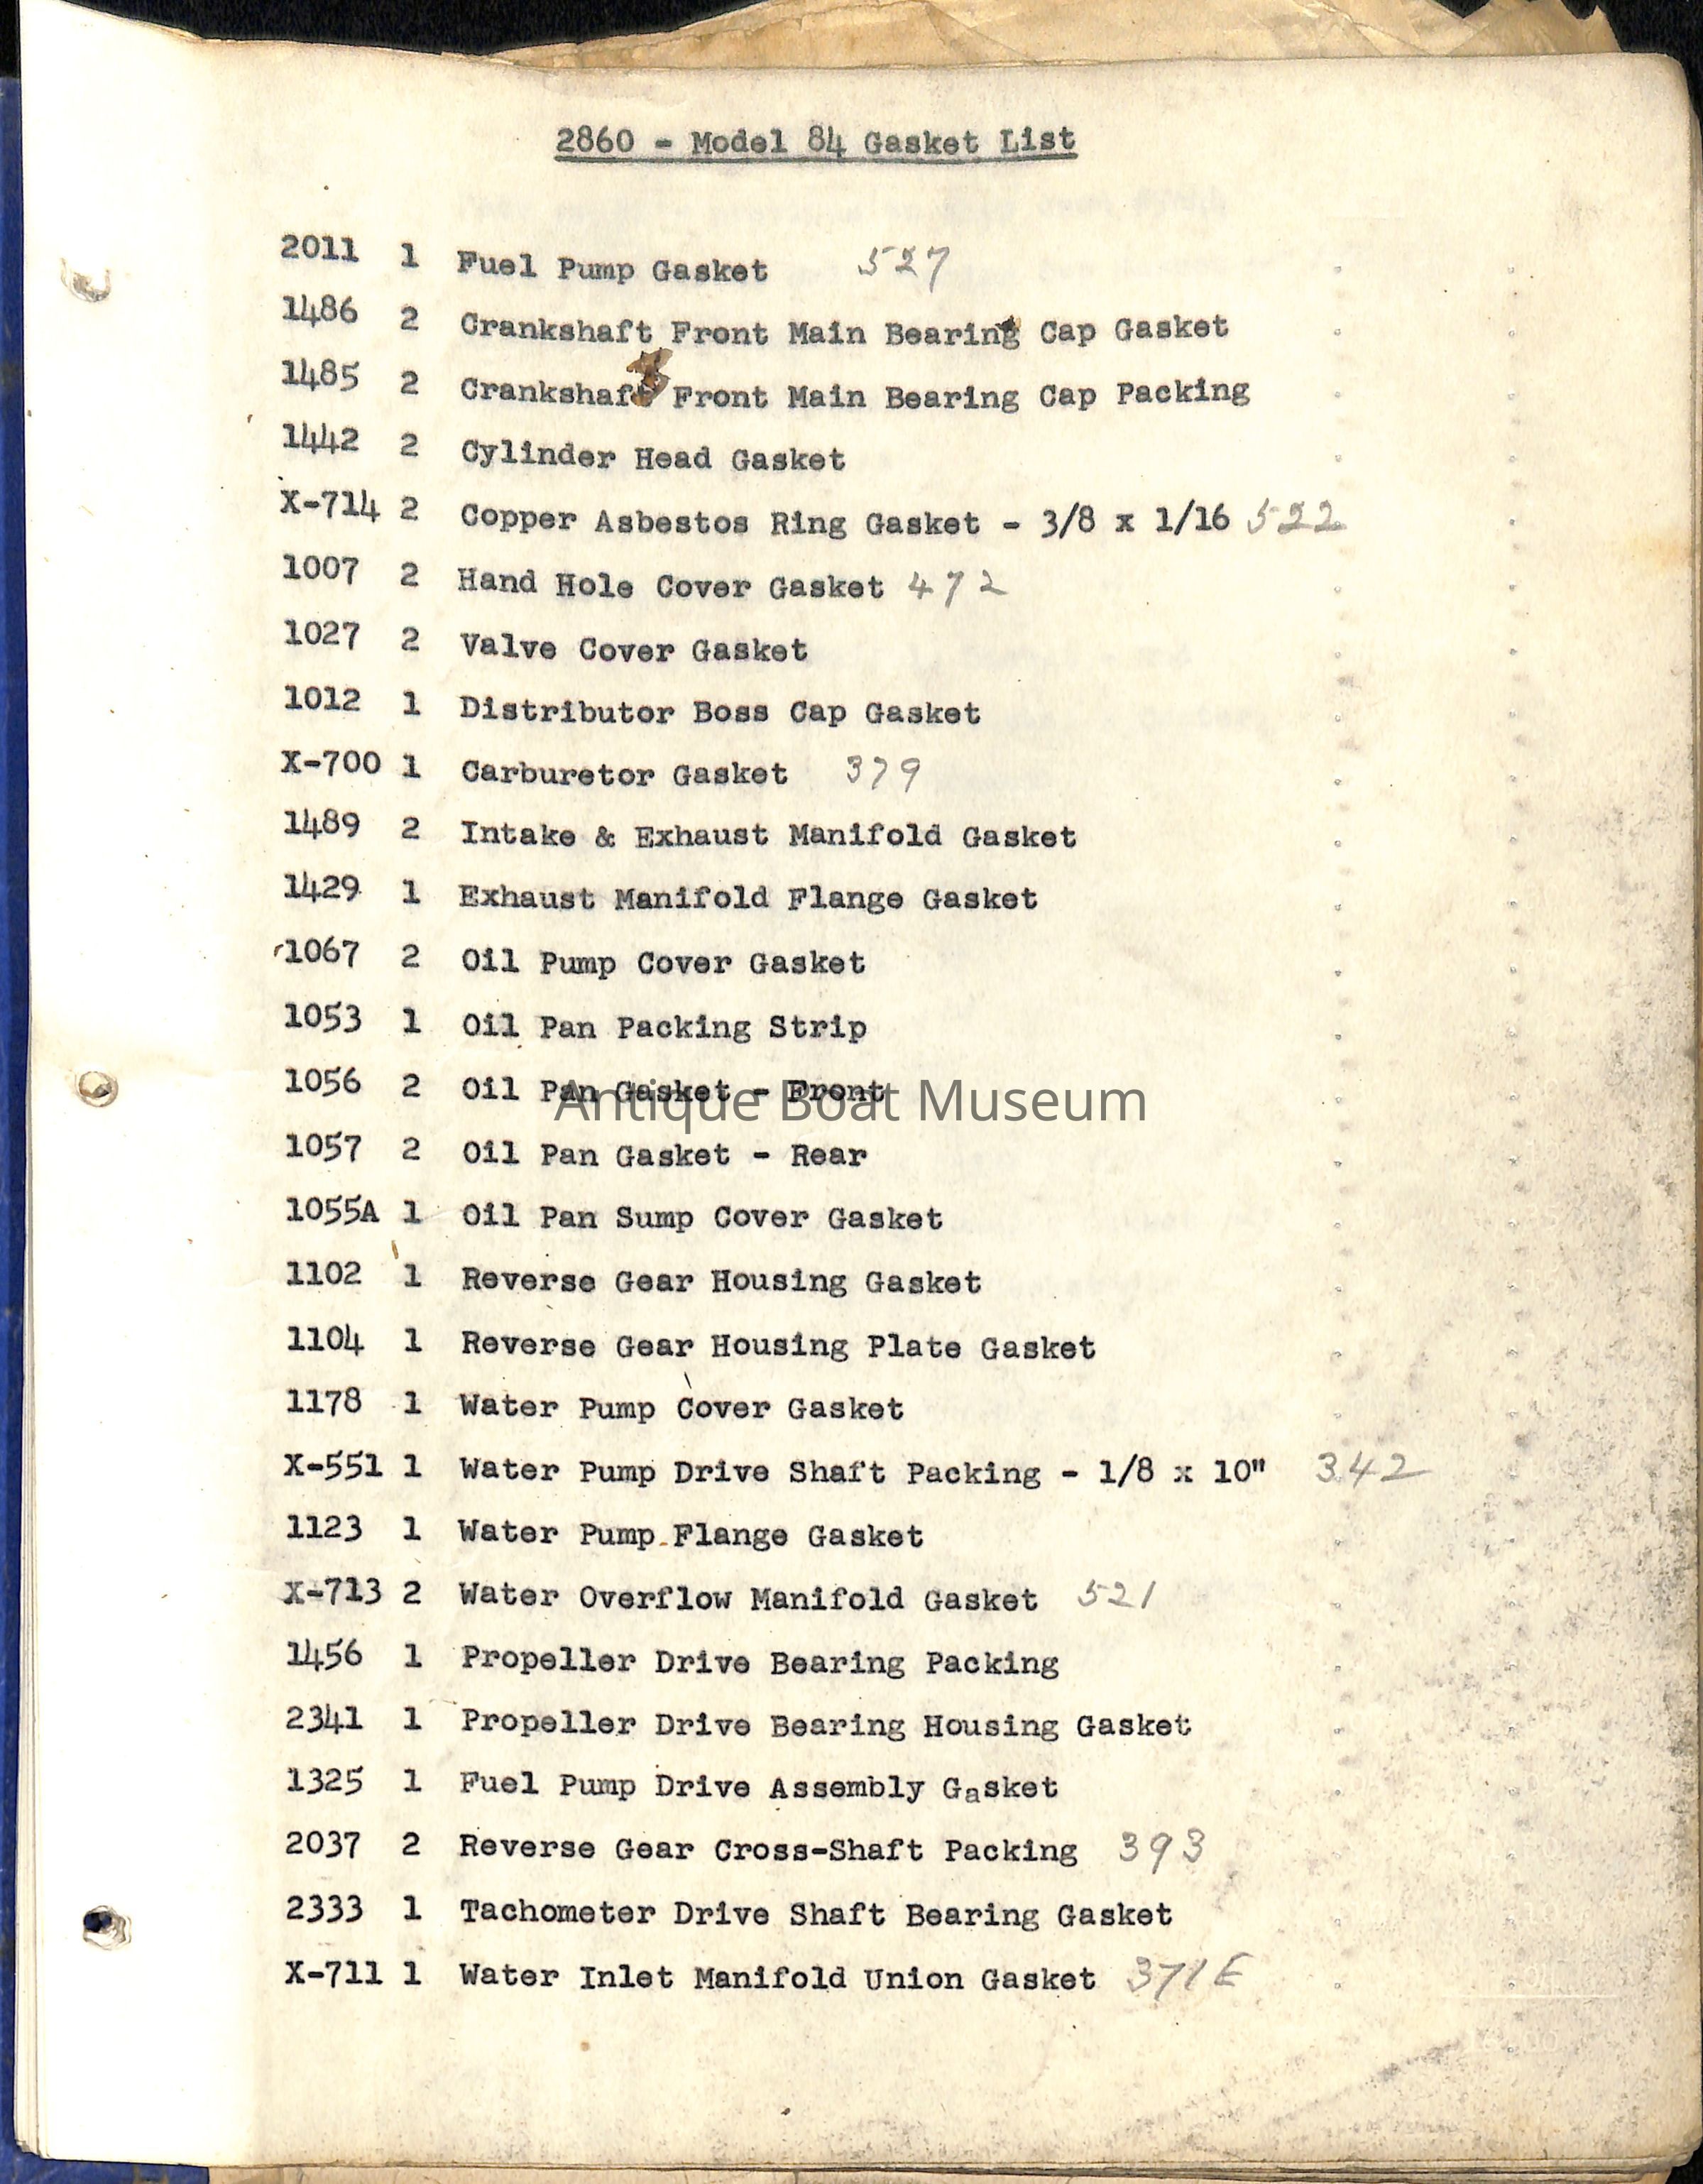 2860 - Model 84 Gasket List
2011 1 Fuel Pump Gasket 527
1486 2 Crankshaft Front Main Bearing Cap Gasket
1485 2 Crankshaft Front Main Bearing Cap Packing
1442 2 Cylinder Head Gasket
X-714 2 Copper Asbestos Ring Gasket - 3/8 x 1/16 522
1007 2 Hand Hole Cover Gasket 472
1027 2 Valve Cover Gasket
1012 1 Distributor Boss Cap Gasket
X-700 1 Carburetor Gasket 379
1489 2 Intake & Exhaust Manifold Gasket
1429 1 Exhaust Manifold Flange Gasket
1067 2 Oil Pump Cover Gasket
1053 1 Oil Pan Packing Strip
1056 2 Oil Pan Gasket - Front
Antique Boat Museum
1057 2 Oil Pan Gasket - Rear
1055A 1 Oil Pan Sump Cover Gasket
1102 1 Reverse Gear Housing Gasket
1104 1 Reverse Gear Housing Plate Gasket
1178 1 Water Pump Cover Gasket
X-551 1 Water Pump Drive Shaft Packing - 1/8 x 10" 342
1123 1 Water Pump Flange Gasket
X-713 2 Water Overflow Manifold Gasket 521
1456 1 Propeller Drive Bearing Packing
2341 1 Propeller Drive Bearing Housing Gasket
1325 1 Fuel Pump Drive Assembly Gasket
2037 2 Reverse Gear Cross-Shaft Packing 393
2333 1 Tachometer Drive Shaft Bearing Gasket
X-711 1 Water Inlet Manifold Union Gasket 371E